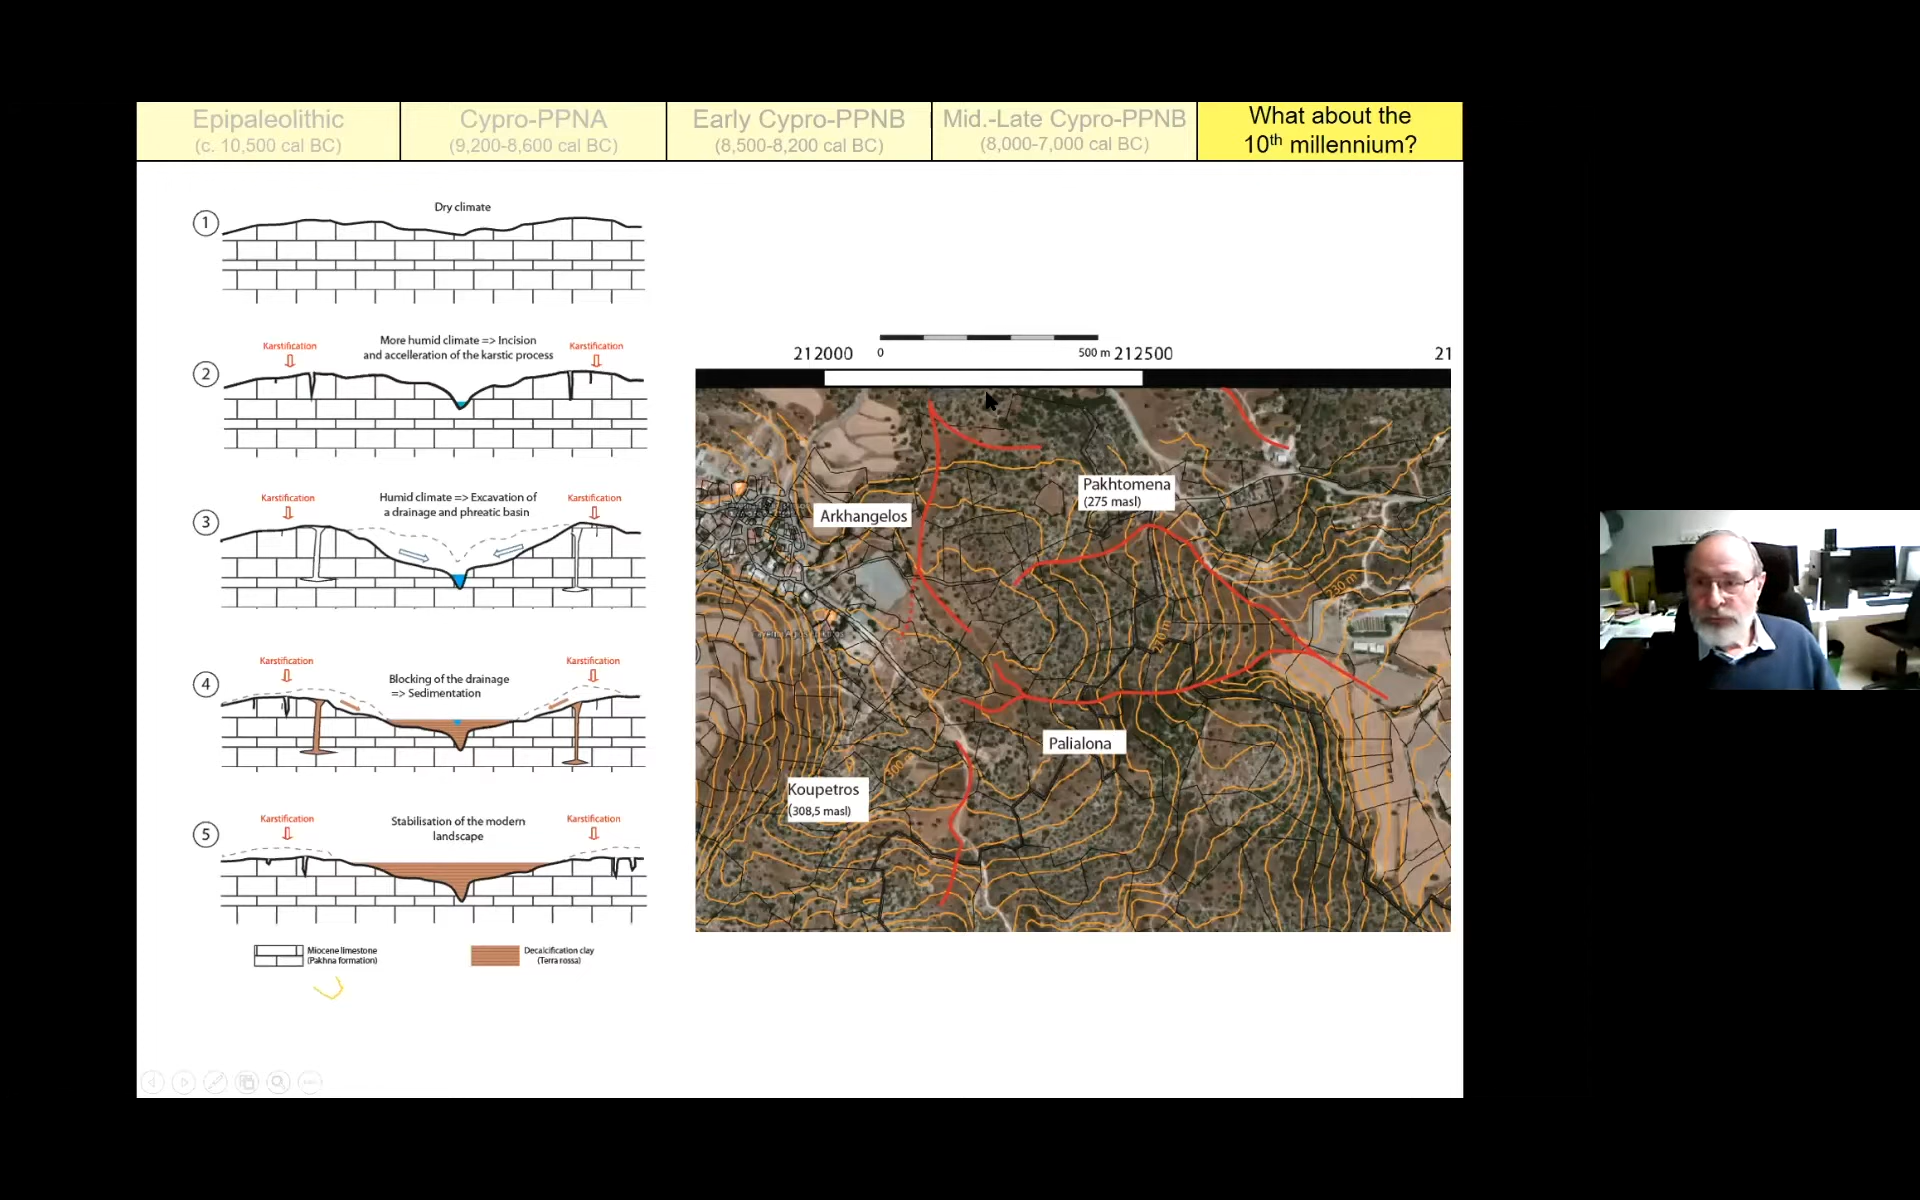 Epipaleolithic
(c. 10,500 cal BC)
Cypro-PPNA
(9,200-8,600 cal BC)
Early Cypro-PPNB
(8,500-8,200 cal BC)
Mid.-Late Cypro-PPNB
(8,000-7,000 cal BC)
What about the
10th millennium?
1
Dry climate
2
Karstification
More humid climate => Incision
and accelleration of the karstic process
Karstification
3
Karstification
Humid climate => Excavation of
a drainage and phreatic basin
Karstification
4
Karstification
Blocking of the drainage
=> Sedimentation
Karstification
5
Karstification
Stabilisation of the modern
landscape
Karstification
Miocene limestone
(Pakhna formation)
Decalcification clay
(Terra rossa)
212000
0
500 m
212500
21
Arkhangelos
Pakhtomena
(275 masl)
230 m
270 m
Palialona
300 m
Koupetros
(308,5 masl)